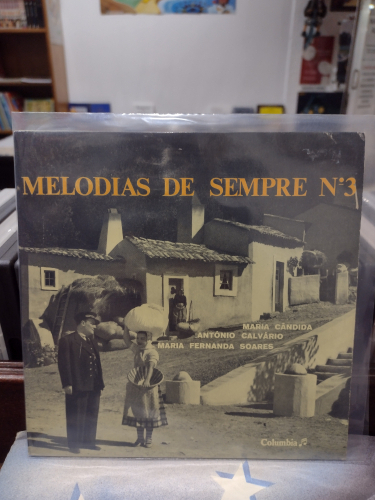 MELODIAS DE SEMPRE Nº3
MARIA CÂNDIDA
ANTÓNIO CALVÁRIO
MARIA FERNANDA SOARES
Columbia